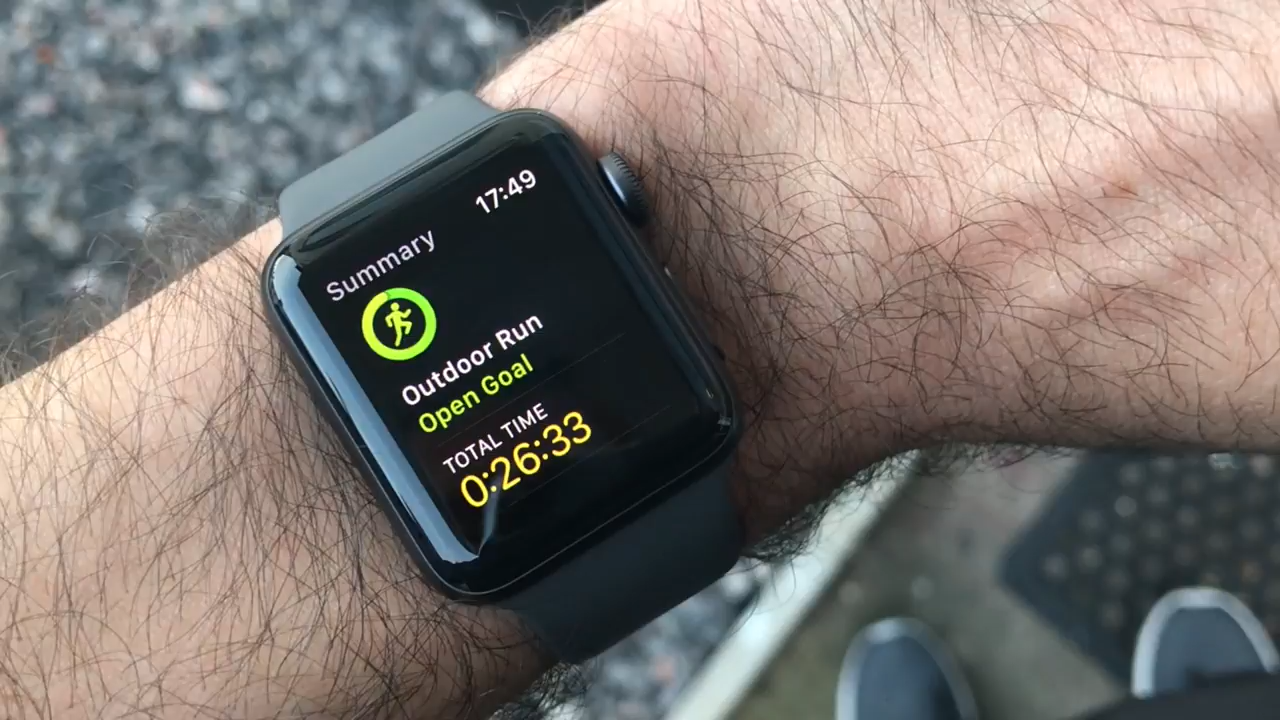 17:49
Summary
Outdoor Run
Open Goal
TOTAL TIME
0:26:33